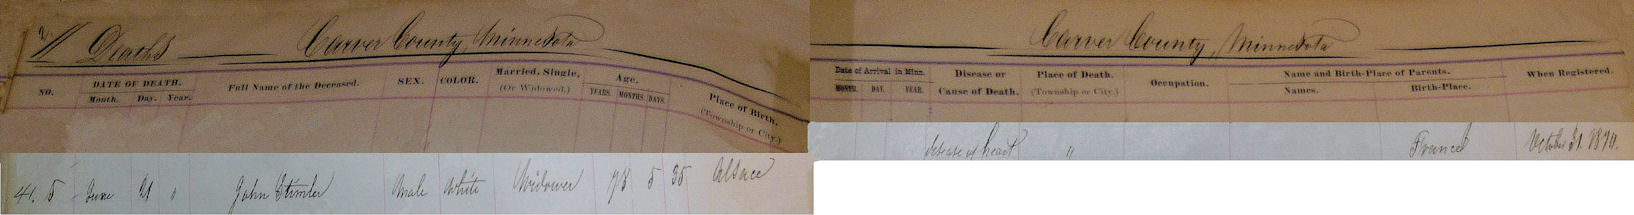 Deaths Carver County, Minnesota Carver County, Minnesota
NO. DATE OF DEATH. Month. Day. Year. Full Name of the Deceased. SEX. COLOR. Married, Single, (Or Widowed.) Age. YEARS. MONTHS. DAYS. Place of Birth. (Township or City.) Date of Arrival in Minn. MONTH. DAY. YEAR. Disease or Cause of Death. Place of Death. (Township or City.) Occupation. Name and Birth-Place of Parents. Names. Birth-Place. When Registered.
disease of heart " France October 31. 1870.
41. 5 June 21 " John Stimler Male White Widower 73 5 25 Alsace